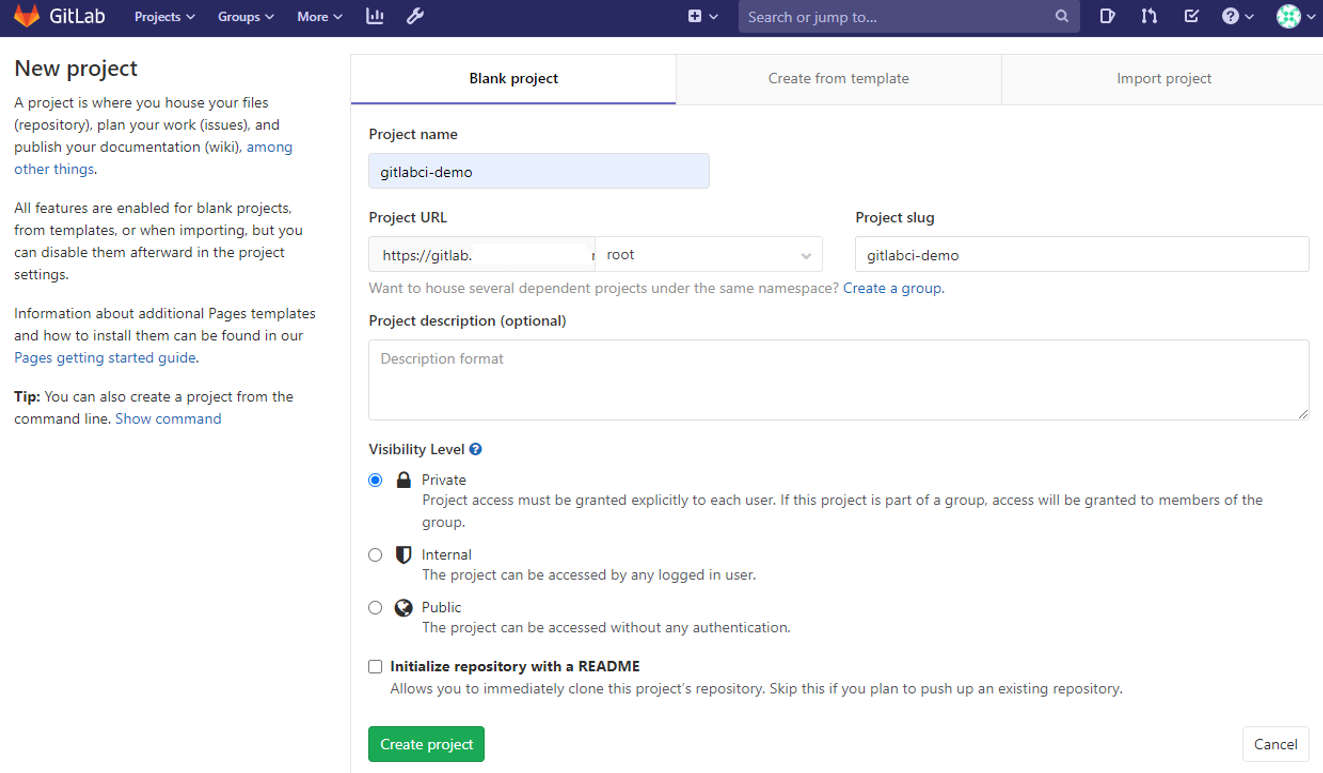 GitLab Projects Groups More Search or jump to...
New project
A project is where you house your files
(repository), plan your work (issues), and
publish your documentation (wiki), among
other things.
All features are enabled for blank projects,
from templates, or when importing, but you
can disable them afterward in the project
settings.
Information about additional Pages templates
and how to install them can be found in our
Pages getting started guide.
Tip: You can also create a project from the
command line. Show command
Blank project Create from template Import project
Project name
gitlabci-demo
Project URL Project slug
https://gitlab. root gitlabci-demo
Want to house several dependent projects under the same namespace? Create a group.
Project description (optional)
Description format
Visibility Level
Private
Project access must be granted explicitly to each user. If this project is part of a group, access will be granted to members of the
group.
Internal
The project can be accessed by any logged in user.
Public
The project can be accessed without any authentication.
Initialize repository with a README
Allows you to immediately clone this project's repository. Skip this if you plan to push up an existing repository.
Create project Cancel